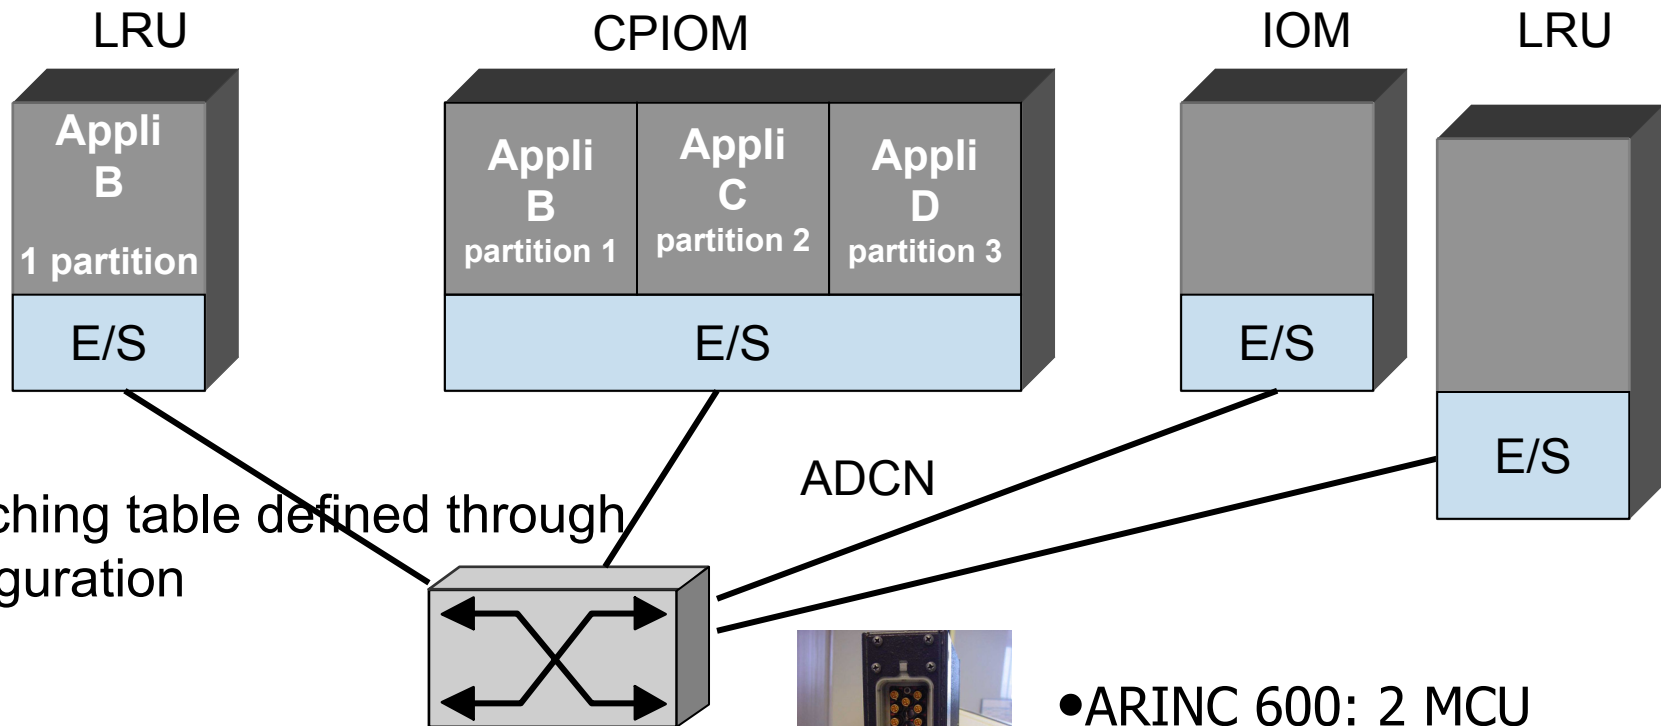 LRU
CPIOM
IOM
LRU
Appli
B
1 partition
Appli
B
partition 1
Appli
C
partition 2
Appli
D
partition 3
E/S
E/S
E/S
E/S
ADCN
ching table defined through
guration
•ARINC 600: 2 MCU